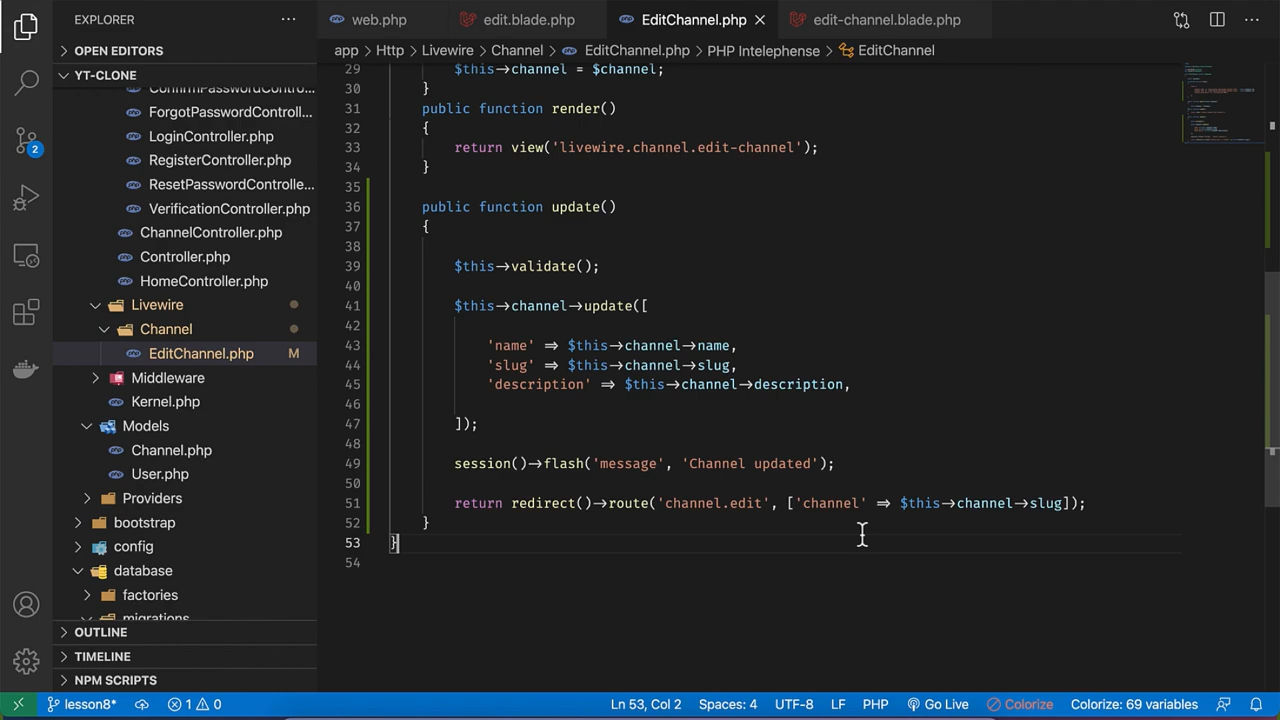 EXPLORER
web.php
edit.blade.php
EditChannel.php
edit-channel.blade.php
OPEN EDITORS
app > Http > Livewire > Channel > EditChannel.php > PHP Intelephense > EditChannel
YT-CLONE
ConfirmPasswordContro...
ForgotPasswordControll...
LoginController.php
RegisterController.php
ResetPasswordControlle...
VerificationController.php
ChannelController.php
Controller.php
HomeController.php
Livewire
Channel
EditChannel.php M
Middleware
Kernel.php
Models
Channel.php
User.php
Providers
bootstrap
config
database
factories
migrations
OUTLINE
TIMELINE
NPM SCRIPTS
2
29 $this->channel = $channel;
30 }
31 public function render()
32 {
33 return view('livewire.channel.edit-channel');
34 }
35
36 public function update()
37 {
38
39 $this->validate();
40
41 $this->channel->update([
42
43 'name' => $this->channel->name,
44 'slug' => $this->channel->slug,
45 'description' => $this->channel->description,
46
47 ]);
48
49 session()->flash('message', 'Channel updated');
50
51 return redirect()->route('channel.edit', ['channel' => $this->channel->slug]);
52 }
53 }
54
lesson8* 1 0 Ln 53, Col 2 Spaces: 4 UTF-8 LF PHP Go Live Colorize Colorize: 69 variables